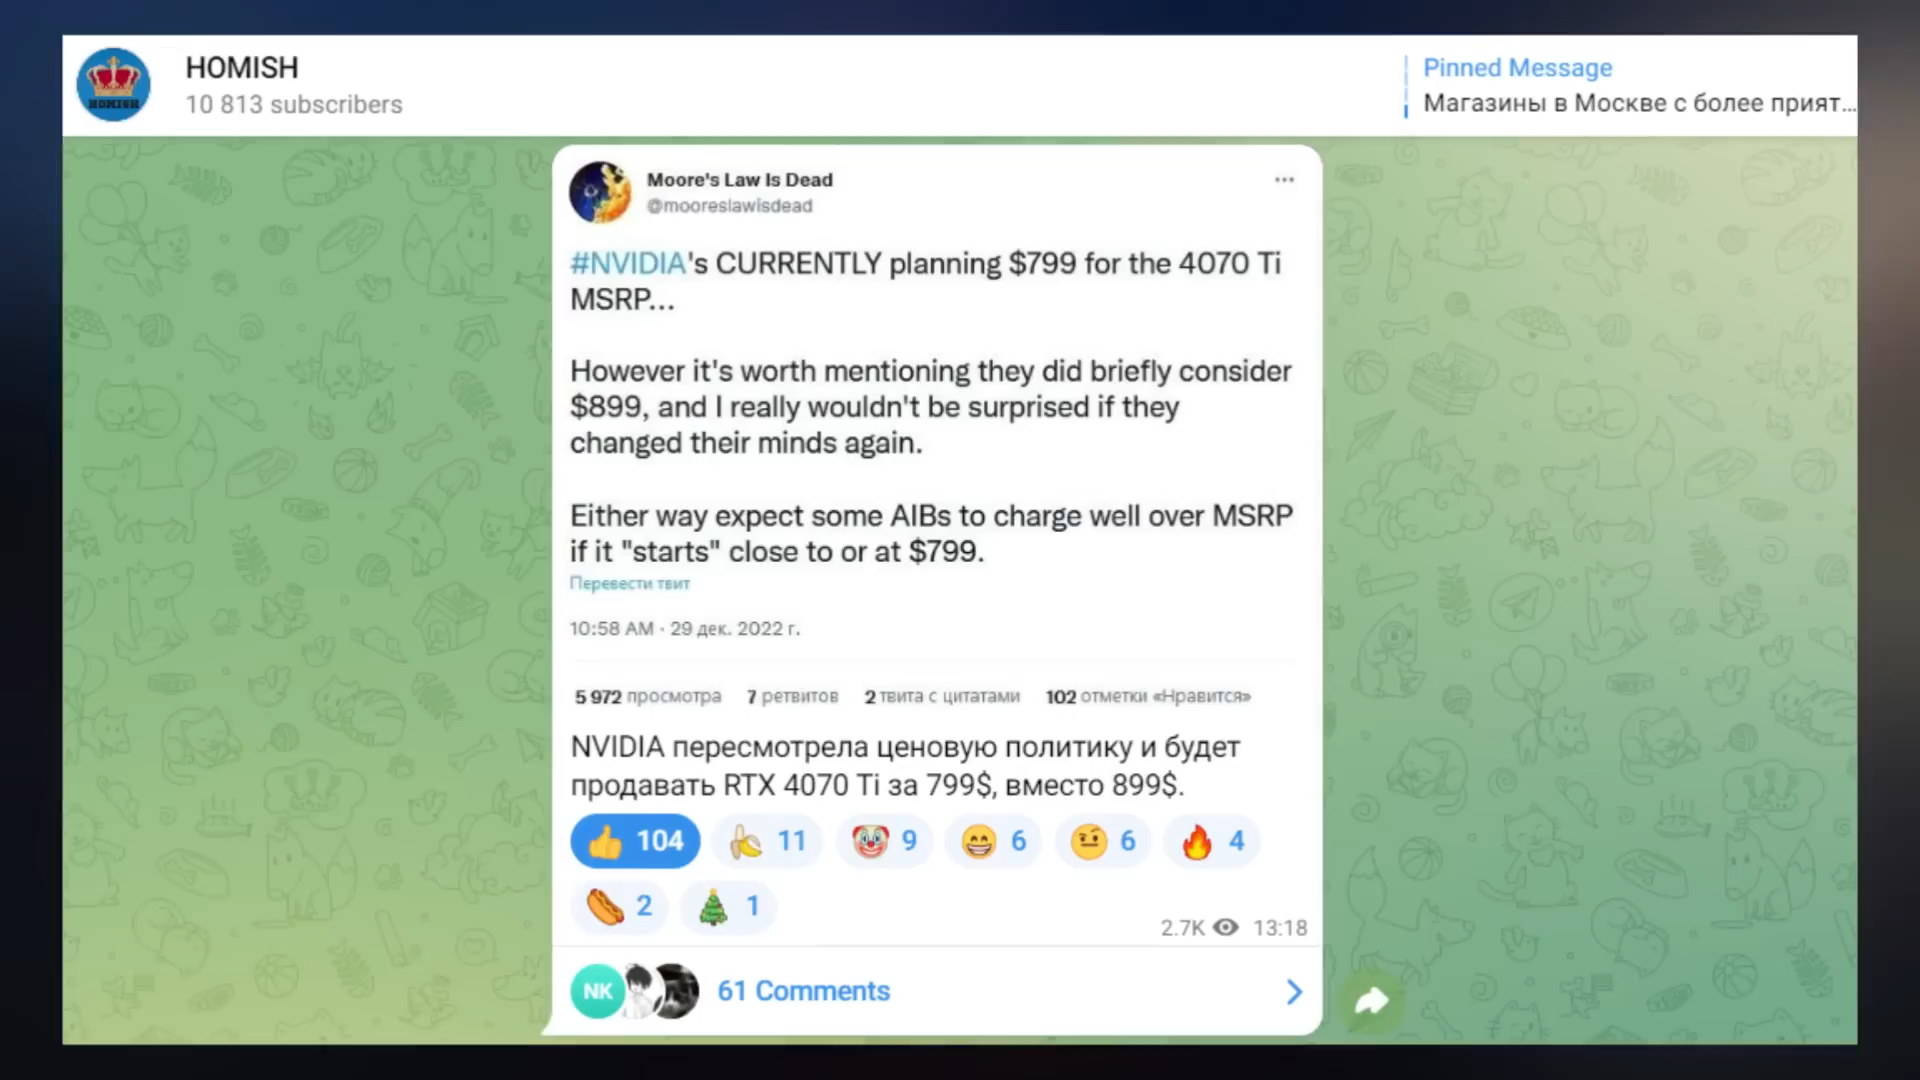 HOMISH
10 813 subscribers
Pinned Message
Магазины в Москве с более прият...
HOMISH
Moore's Law Is Dead
@mooreslawisdead
#NVIDIA's CURRENTLY planning $799 for the 4070 Ti
MSRP...
However it's worth mentioning they did briefly consider
$899, and I really wouldn't be surprised if they
changed their minds again.
Either way expect some AIBs to charge well over MSRP
if it "starts" close to or at $799.
Перевести твит
10:58 AM · 29 дек. 2022 г.
5 972 просмотра 7 ретвитов 2 твита с цитатами 102 отметки «Нравится»
NVIDIA пересмотрела ценовую политику и будет
продавать RTX 4070 Ti за 799$, вместо 899$.
104 11 9 6 6 4
2 1
2.7K 13:18
NK
61 Comments